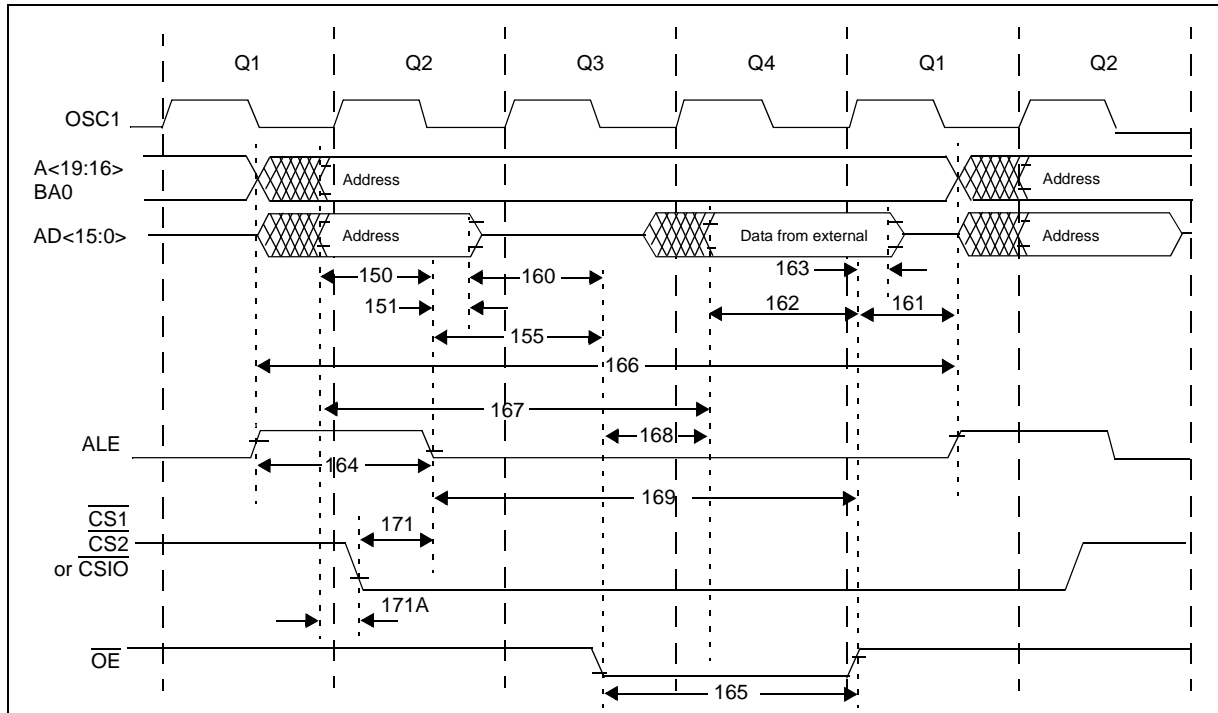 Q1 Q2 Q3 Q4 Q1 Q2
OSC1
A<19:16>
BA0
Address Address
AD<15:0>
Address Data from external Address
150 160 163
151 162 161
155
166
167
ALE
168
164
169
CS1
CS2
or CSIO
171
171A
OE
165